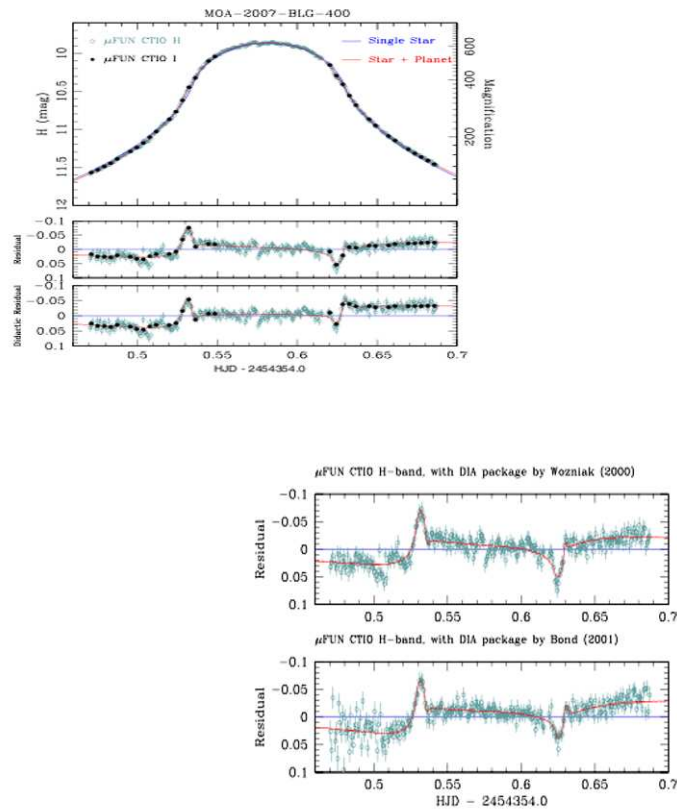 MOA-2007-BLG-400
μFUN CTIO H
μFUN CTIO I
Single Star
Star + Planet
H (mag)
10
10.5
11
11.5
12
Magnification
600
400
200
Residual
-0.1
-0.05
0
0.05
0.1
Didactic Residual
-0.05
0
0.05
0.1
0.5
0.55
0.6
0.65
0.7
HJD - 2454354.0
μFUN CTIO H-band, with DIA package by Wozniak (2000)
Residual
-0.1
-0.05
0
0.05
0.1
0.5
0.55
0.6
0.65
0.7
μFUN CTIO H-band, with DIA package by Bond (2001)
Residual
-0.1
-0.05
0
0.05
0.1
0.5
0.55
0.6
0.65
0.7
HJD - 2454354.0